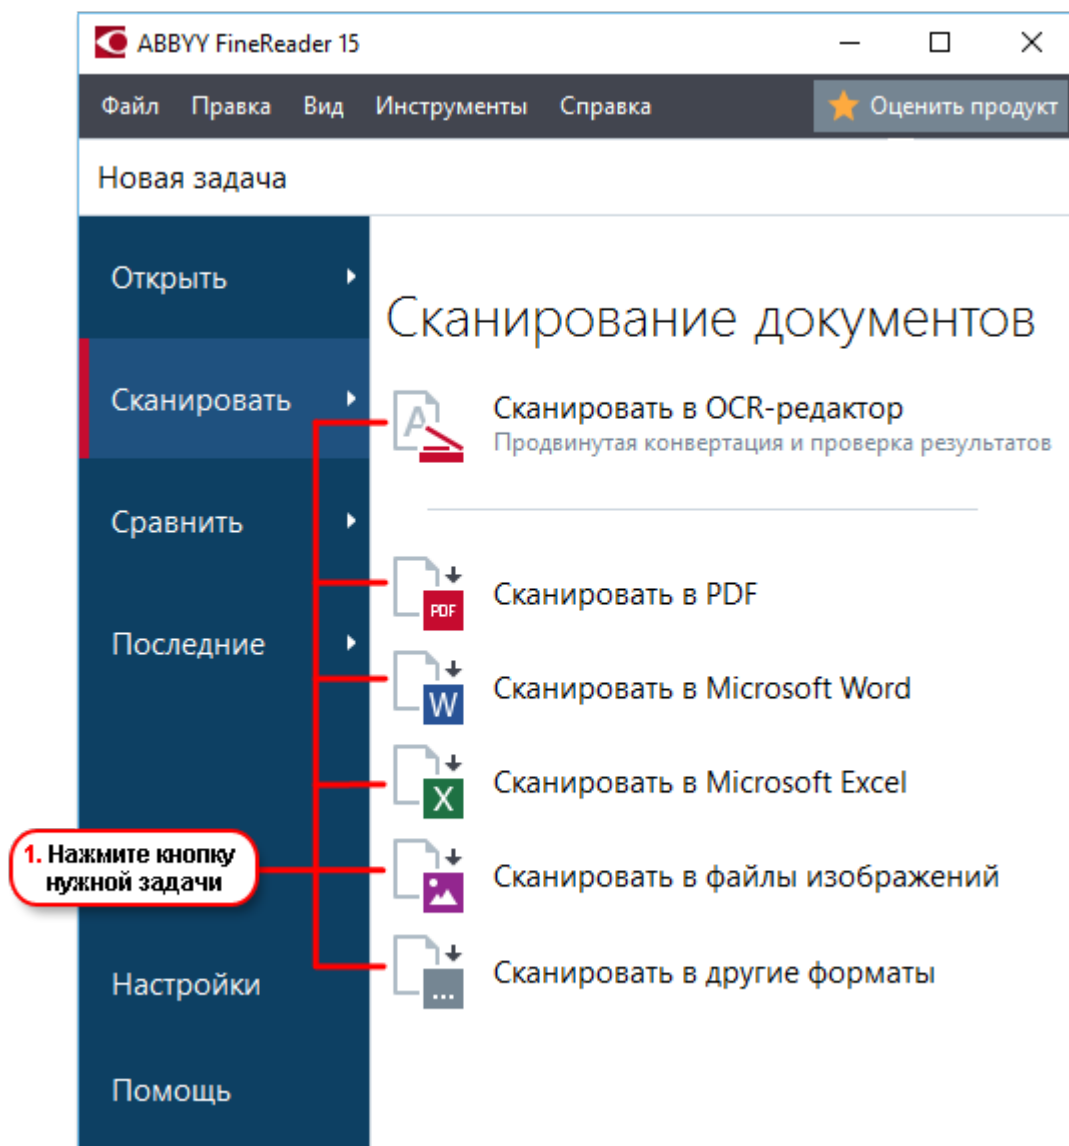 ABBYY FineReader 15
Файл Правка Вид Инструменты Справка Оценить продукт
Новая задача
Открыть
Сканировать
Сравнить
Последние
Настройки
Помощь
Сканирование документов
A
Сканировать в OCR-редактор
Продвинутая конвертация и проверка результатов
PDF
Сканировать в PDF
W
Сканировать в Microsoft Word
X
Сканировать в Microsoft Excel
Сканировать в файлы изображений
...
Сканировать в другие форматы
1. Нажмите кнопку
нужной задачи